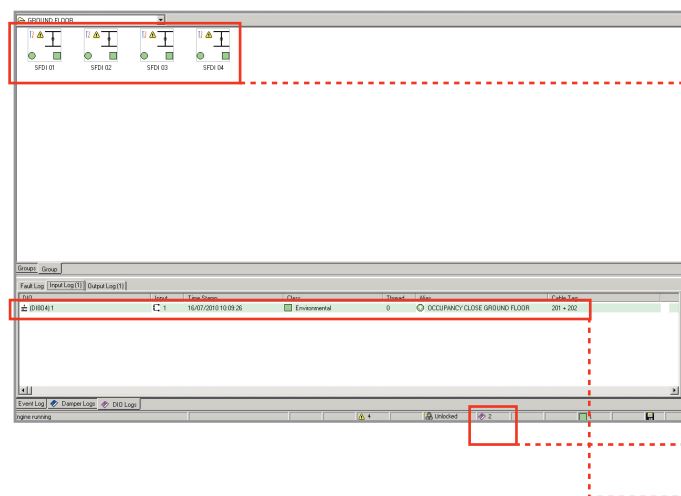 GROUND FLOOR
SFDI 01 SFDI 02 SFDI 03 SFDI 04
Groups Group
Fault Log Input Log (1) Output Log (1)
DIO Input Time Stamp Class Thread Alias Cable Tag
(DI804) 1 1 16/07/2010 10:09:26 Environmental 0 OCCUPANCY CLOSE GROUND FLOOR 201 + 202
Event Log Damper Logs DIO Logs
ngine running 4 Unlocked 2